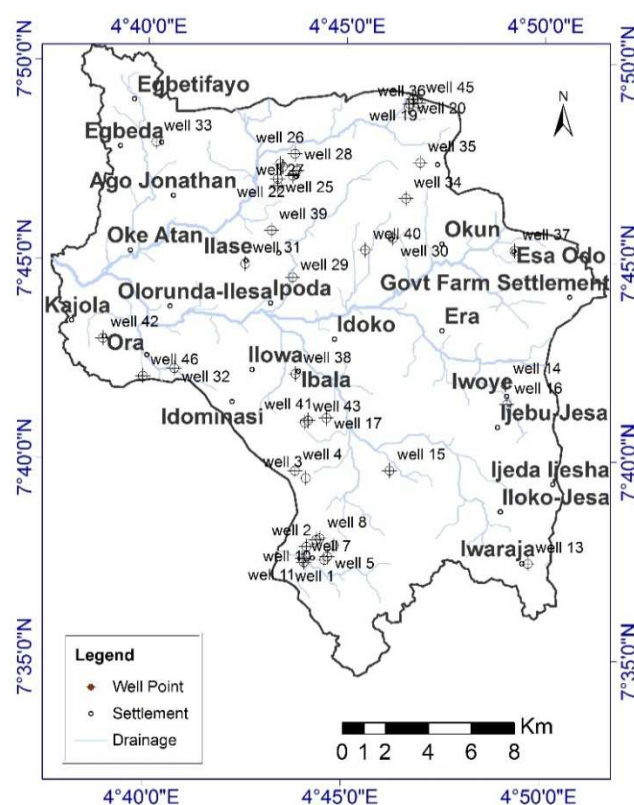 4°40'0"E 4°45'0"E 4°50'0"E
7°50'0"N
7°50'0"N
Egbetifayo
well 36 well 45
N
Egbeda well 33
well 19 well 20
well 26
well 28
well 35
Ago Jonathan
well 27
well 22 well 25
well 34
well 39
Oke Atan
Ilase
well 31
well 40
well 30
Okun
well 37
Esa Odo
7°45'0"N
7°45'0"N
well 29
Olorunda-Ilesa Ipoda
Govt Farm Settlement
Kajola
well 42
Ora
Idoko
Era
Ilowa well 38
well 46
well 32
Ibala
Iwoye
well 14
well 16
Idominasi
well 41 well 43
well 17
Ijebu-Jesa
7°40'0"N
7°40'0"N
well 3 well 4
well 15
Ijeda Ijesha
Iloko-Jesa
well 2 well 8
well 7
well 5
well 11 well 1
Iwaraja well 13
7°35'0"N
7°35'0"N
Legend
Well Point
Settlement
Drainage
Km
0 1 2 4 6 8
4°40'0"E 4°45'0"E 4°50'0"E